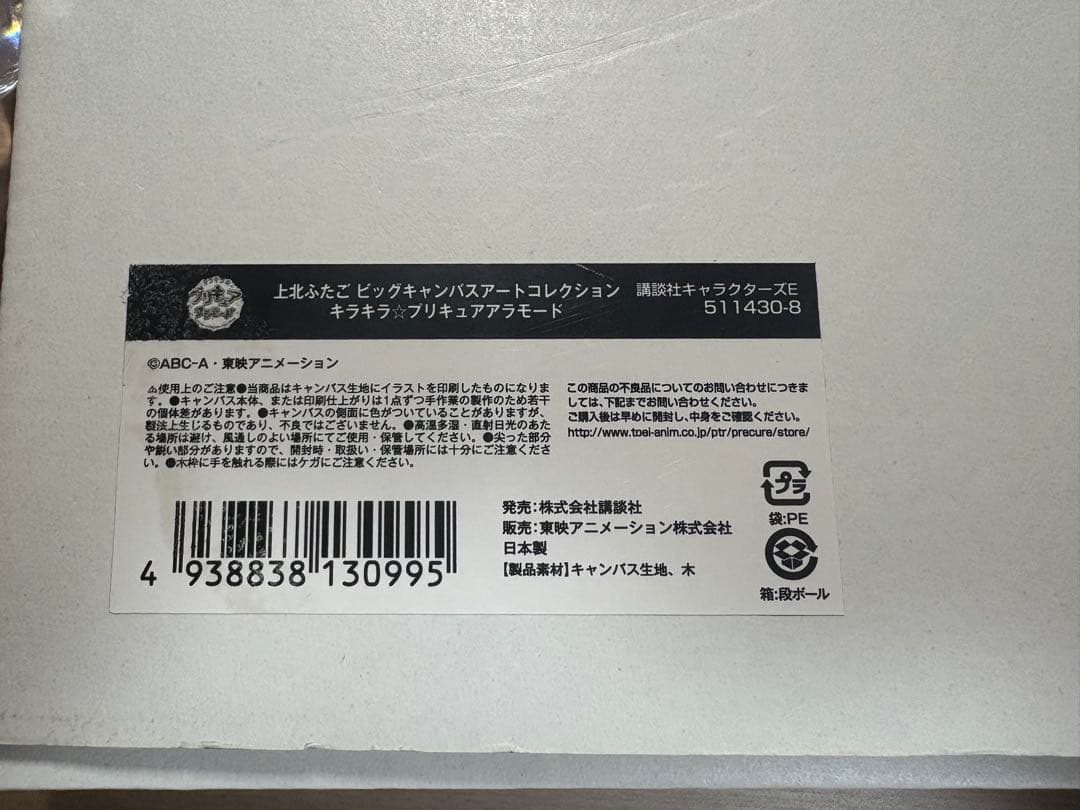 キラキラ
プリキュア
アラモード
上北ふたご ビッグキャンバスアートコレクション
キラキラ☆プリキュアアラモード
講談社キャラクターズE
511430-8
©ABC-A・東映アニメーション
⚠使用上のご注意●当商品はキャンバス生地にイラストを印刷したものになりま
す。●キャンバス本体、または印刷仕上がりは1点ずつ手作業の製作のため若干
の個体差があります。●キャンバスの側面に色がついていることがありますが、
製法上生じるものであり、不良ではございません。●高温多湿・直射日光のあた
る場所は避け、風通しのよい場所にてご使用・保管してください。●尖った部分
や鋭い部分がありますので、開封時・取扱い・保管場所には十分にご注意くださ
い。●木枠に手を触れる際にはケガにご注意ください。
この商品の不良品についてのお問い合わせにつきま
しては、下記までお問い合わせください。
ご購入後は早めに開封し、中身をご確認ください。
http://www.toei-anim.co.jp/ptr/precure/store/
4 938838 130995
発売:株式会社講談社
販売:東映アニメーション株式会社
日本製
【製品素材】キャンバス生地、木
プラ
袋:PE
箱:段ボール